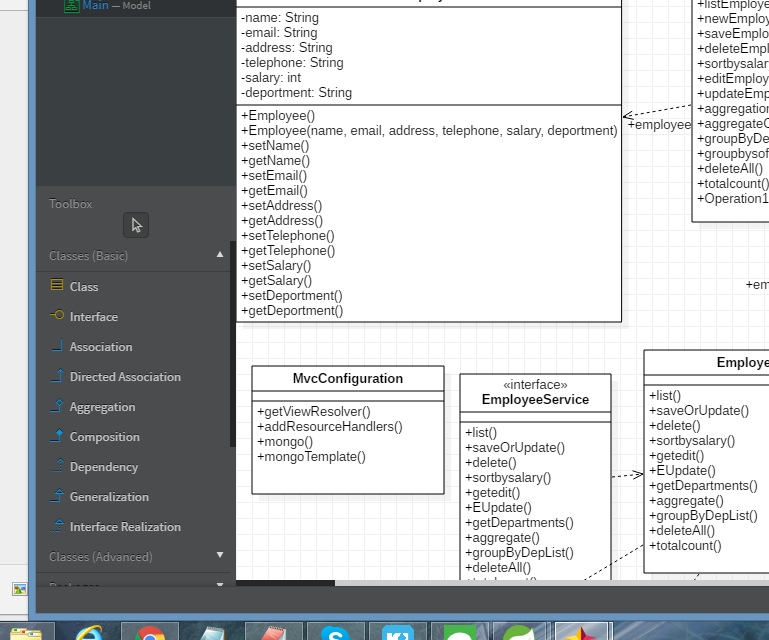 Main — Model
-name: String
-email: String
-address: String
-telephone: String
-salary: int
-deportment: String
+Employee()
+Employee(name, email, address, telephone, salary, deportment)
+setName()
+getName()
+setEmail()
+getEmail()
+setAddress()
+getAddress()
+setTelephone()
+getTelephone()
+setSalary()
+getSalary()
+setDeportment()
+getDeportment()
+employee
+listEmploye
+newEmploy
+saveEmplo
+deleteEmpl
+sortbysalar
+editEmploy
+updateEmp
+aggregation
+aggregateO
+groupByDe
+groupbysof
+deleteAll()
+totalcount()
+Operation1
+em
Toolbox
Classes (Basic)
Class
Interface
Association
Directed Association
Aggregation
Composition
Dependency
Generalization
Interface Realization
Classes (Advanced)
MvcConfiguration
+getViewResolver()
+addResourceHandlers()
+mongo()
+mongoTemplate()
«interface»
EmployeeService
+list()
+saveOrUpdate()
+delete()
+sortbysalary()
+getedit()
+EUpdate()
+getDepartments()
+aggregate()
+groupByDepList()
+deleteAll()
Employe
+list()
+saveOrUpdate()
+delete()
+sortbysalary()
+getedit()
+EUpdate()
+getDepartments()
+aggregate()
+groupByDepList()
+deleteAll()
+totalcount()